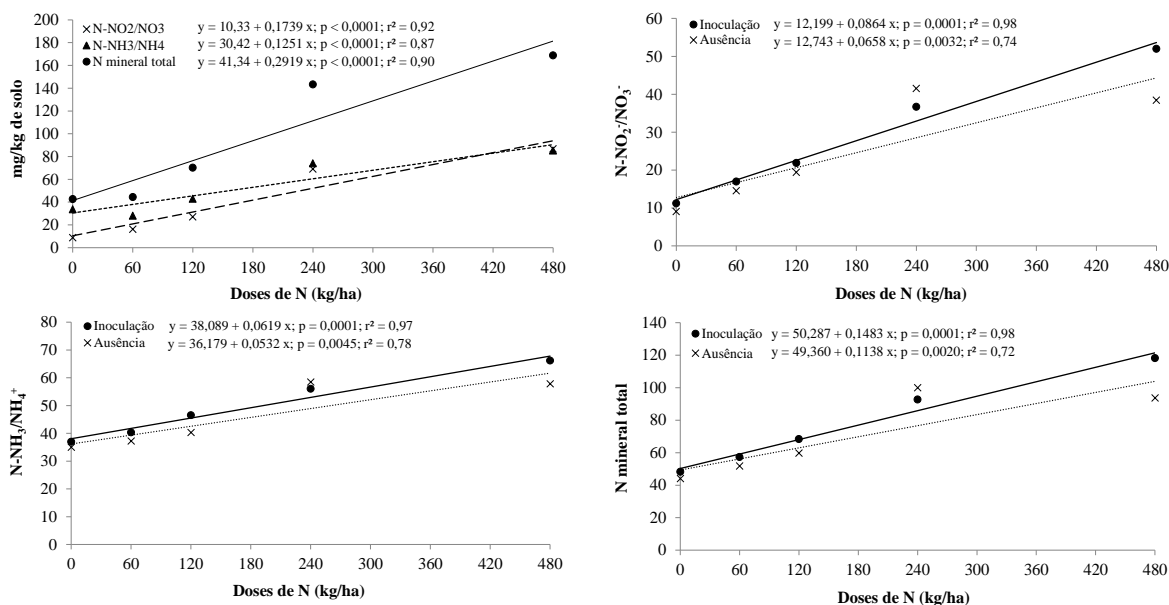 mg/kg de solo
200
180
160
140
120
100
80
60
40
20
0
N-NO2/NO3 y = 10,33 + 0,1739 x; p < 0,0001; r² = 0,92
N-NH3/NH4 y = 30,42 + 0,1251 x; p < 0,0001; r² = 0,87
N mineral total y = 41,34 + 0,2919 x; p < 0,0001; r² = 0,90
0 60 120 180 240 300 360 420 480
Doses de N (kg/ha)
N-NO₂⁻/NO₃⁻
60
50
40
30
20
10
0
Inoculação y = 12,199 + 0,0864 x; p = 0,0001; r² = 0,98
Ausência y = 12,743 + 0,0658 x; p = 0,0032; r² = 0,74
0 60 120 180 240 300 360 420 480
Doses de N (kg/ha)
N-NH₃/NH₄⁺
80
70
60
50
40
30
20
10
0
Inoculação y = 38,089 + 0,0619 x; p = 0,0001; r² = 0,97
Ausência y = 36,179 + 0,0532 x; p = 0,0045; r² = 0,78
0 60 120 180 240 300 360 420 480
Doses de N (kg/ha)
N mineral total
140
120
100
80
60
40
20
0
Inoculação y = 50,287 + 0,1483 x; p = 0,0001; r² = 0,98
Ausência y = 49,360 + 0,1138 x; p = 0,0020; r² = 0,72
0 60 120 180 240 300 360 420 480
Doses de N (kg/ha)